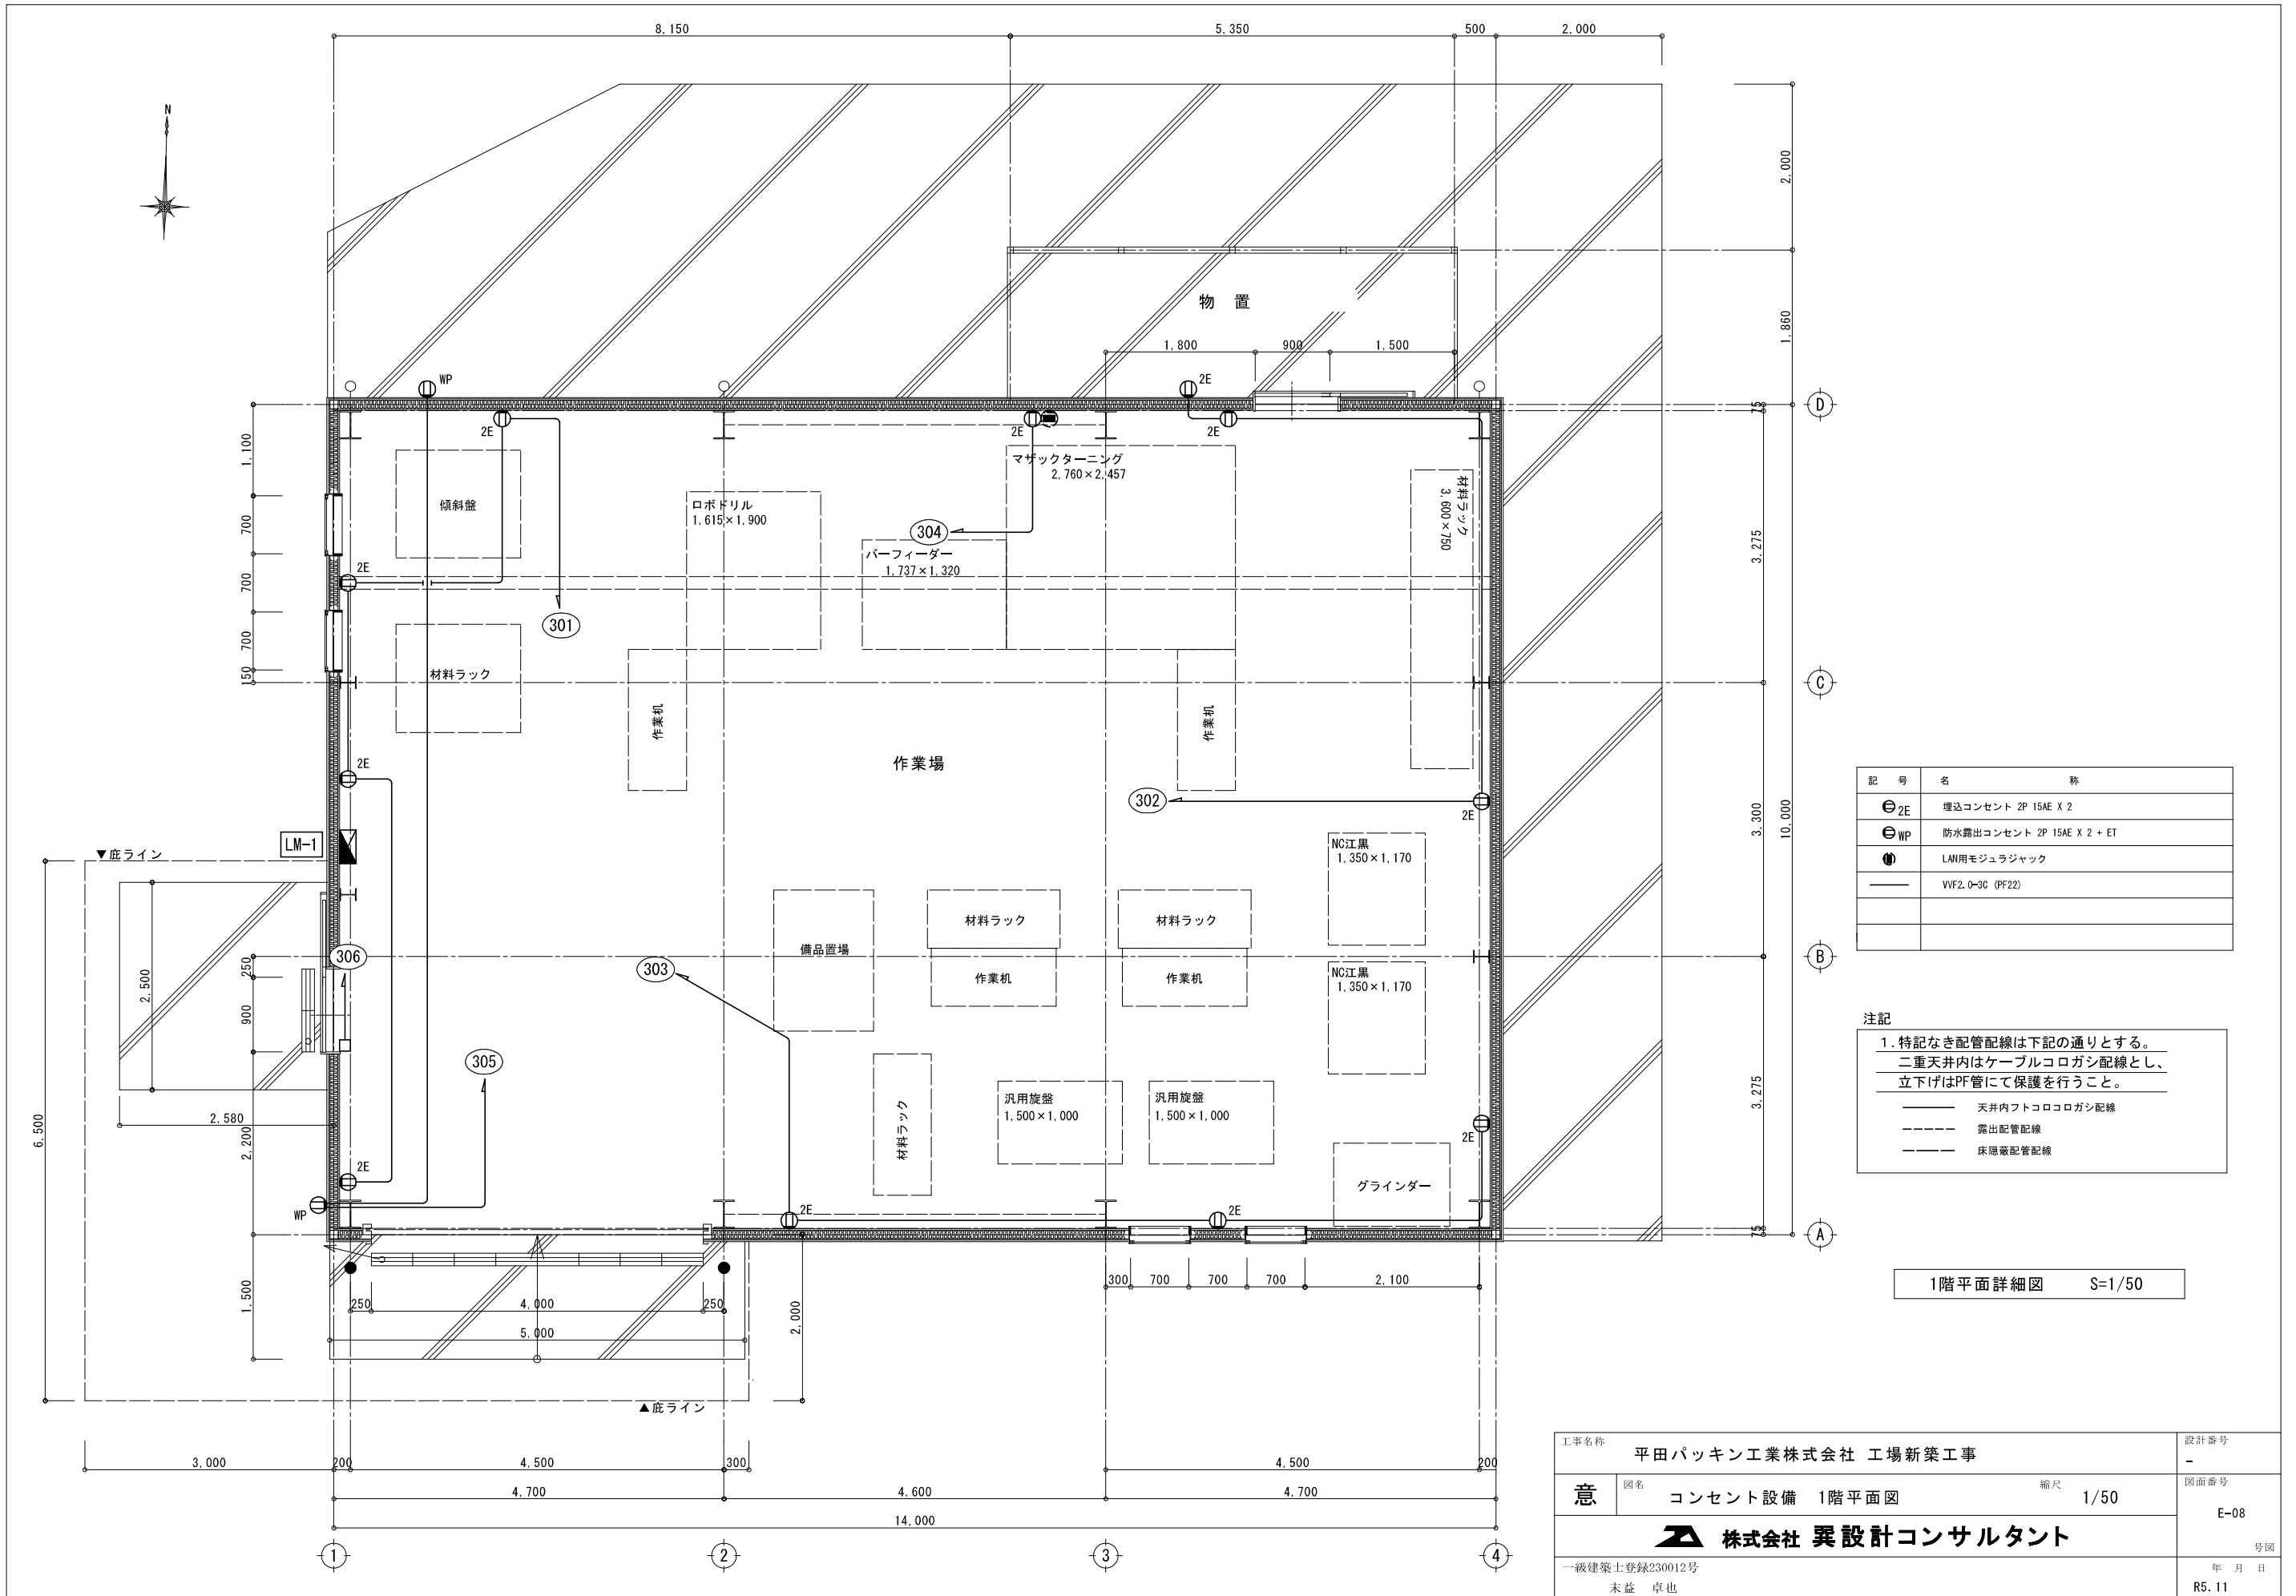 8,150
5,350
500
2,000
N
2,000
物 置
1,860
1,800
900
1,500
WP
2E
75
D
2E
2E
2E
1,100
マザックターニング
2,760×2,457
傾斜盤
ロボドリル
1,615×1,900
材料ラック
3,600×750
700
304
3,275
バーフィーダー
1,737×1,320
2E
700
301
700
材料ラック
150
C
作業机
作業机
作業場
2E
302
2E
3,300
10,000
記 号
名 称
2E
埋込コンセント 2P 15AE X 2
WP
防水露出コンセント 2P 15AE X 2 + ET
LAN用モジュラジャック
VVF2.0-3C (PF22)
LM-1
▼庇ライン
NC江黒
1,350×1,170
材料ラック
材料ラック
備品置場
306
303
250
B
作業机
作業机
NC江黒
1,350×1,170
2,500
900
注記
1.特記なき配管配線は下記の通りとする。
二重天井内はケーブルコロガシ配線とし、
立下げはPF管にて保護を行うこと。
天井内フトコロコロガシ配線
露出配管配線
床隠蔽配管配線
305
汎用旋盤
1,500×1,000
汎用旋盤
1,500×1,000
3,275
2,580
6,500
2,200
材料ラック
2E
2E
グラインダー
WP
2E
2E
75
A
300
700
700
700
2,100
1階平面詳細図 S=1/50
1,500
250
4,000
250
2,000
5,000
▲庇ライン
3,000
200
4,500
300
4,500
200
4,700
4,600
4,700
14,000
1
2
3
4
工事名称
平田パッキン工業株式会社 工場新築工事
設計番号
-
意
図名
コンセント設備 1階平面図
縮尺
1/50
図面番号
E-08
号図
株式会社 巽設計コンサルタント
一級建築士登録230012号
末益 卓也
年 月 日
R5.11